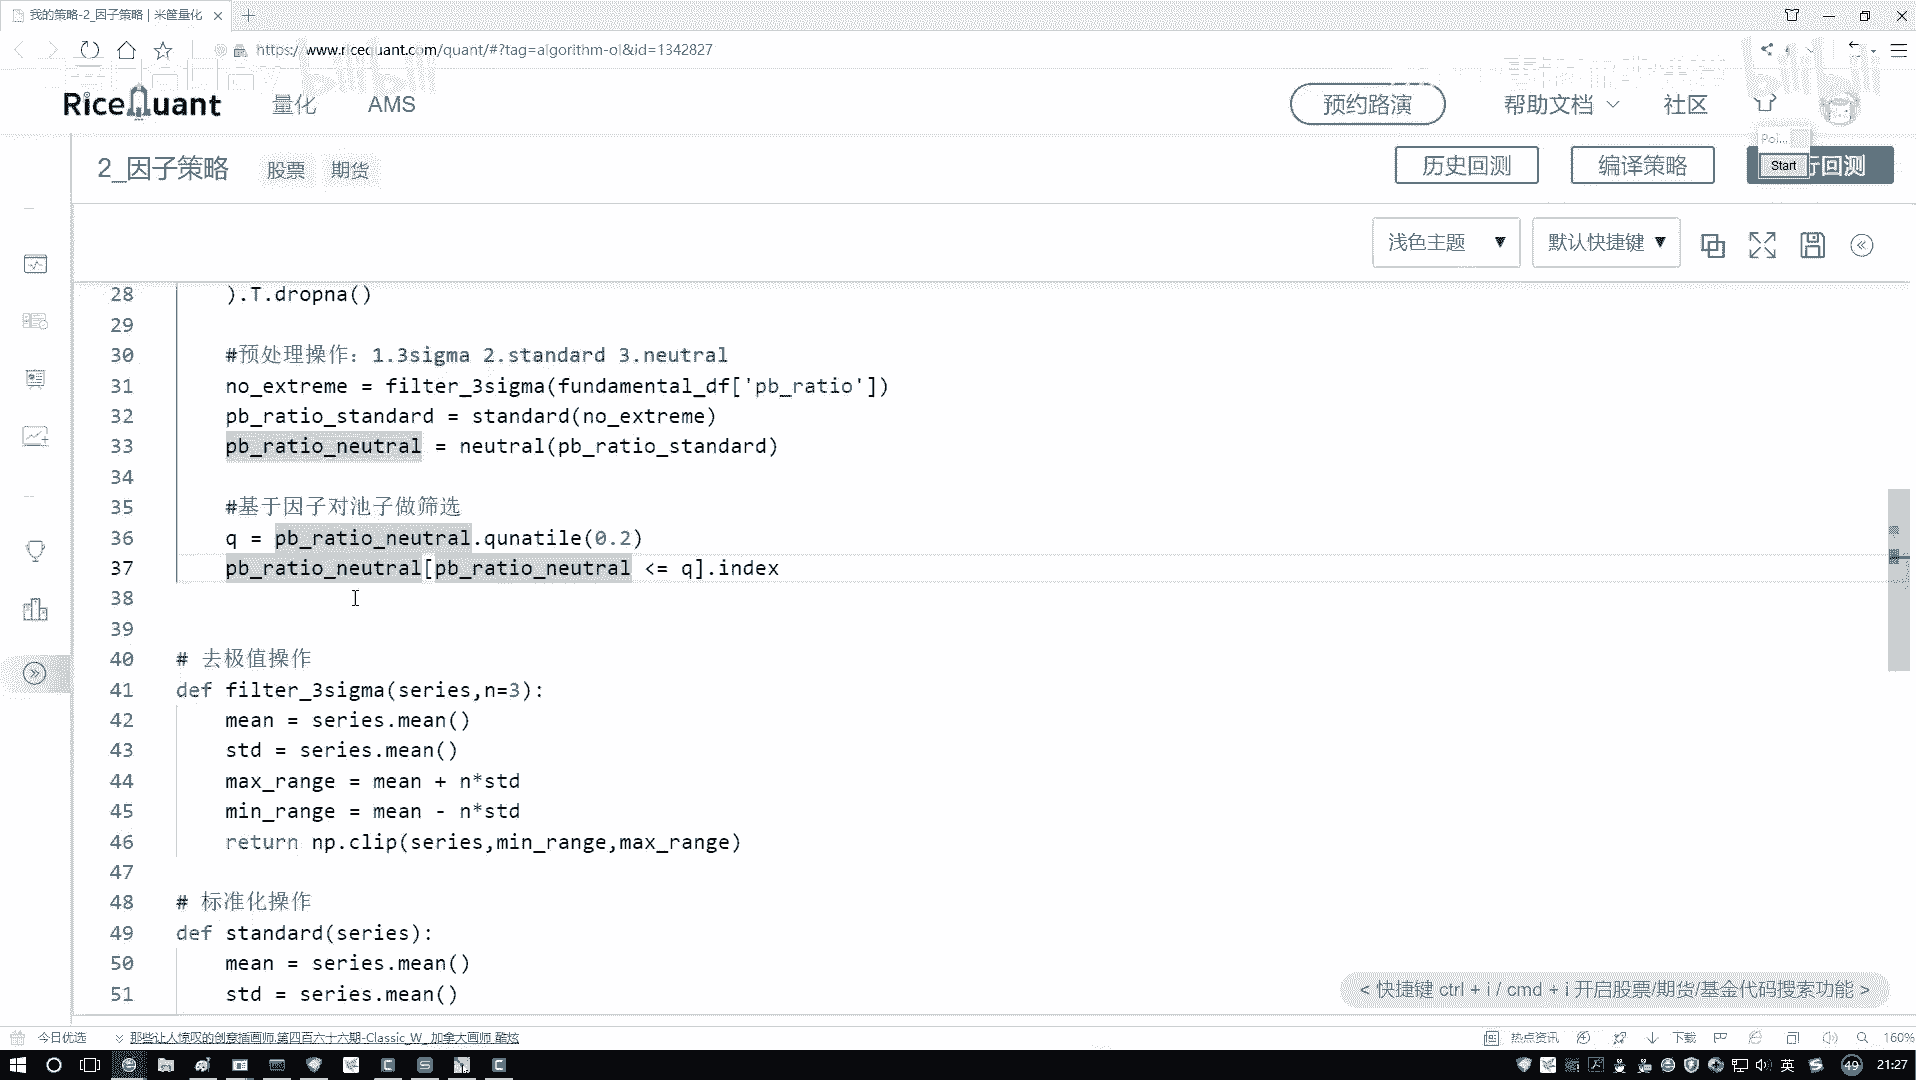 我的策略-2_因子策略 | 米筐量化
https://www.ricequant.com/quant/#?tag=algorithm-ol&id=1342827
RiceQuant 量化 AMS 预约路演 帮助文档 社区
Poi...
2_因子策略 股票 期货 历史回测 编译策略 Start 行回测
浅色主题 ▼ 默认快捷键 ▼
28 ).T.dropna()
29
30 #预处理操作：1.3sigma 2.standard 3.neutral
31 no_extreme = filter_3sigma(fundamental_df['pb_ratio'])
32 pb_ratio_standard = standard(no_extreme)
33 pb_ratio_neutral = neutral(pb_ratio_standard)
34
35 #基于因子对池子做筛选
36 q = pb_ratio_neutral.qunatile(0.2)
37 pb_ratio_neutral[pb_ratio_neutral <= q].index
38
39
40 # 去极值操作
41 def filter_3sigma(series,n=3):
42 mean = series.mean()
43 std = series.mean()
44 max_range = mean + n*std
45 min_range = mean - n*std
46 return np.clip(series,min_range,max_range)
47
48 # 标准化操作
49 def standard(series):
50 mean = series.mean()
51 std = series.mean()
< 快捷键 ctrl + i / cmd + i 开启股票/期货/基金代码搜索功能 >
今日优选 那些让人惊叹的创意插画师.第四百六十六期-Classic_W_ 加拿大画师 酷炫 热点资讯 下载 160%
英 49 21:27